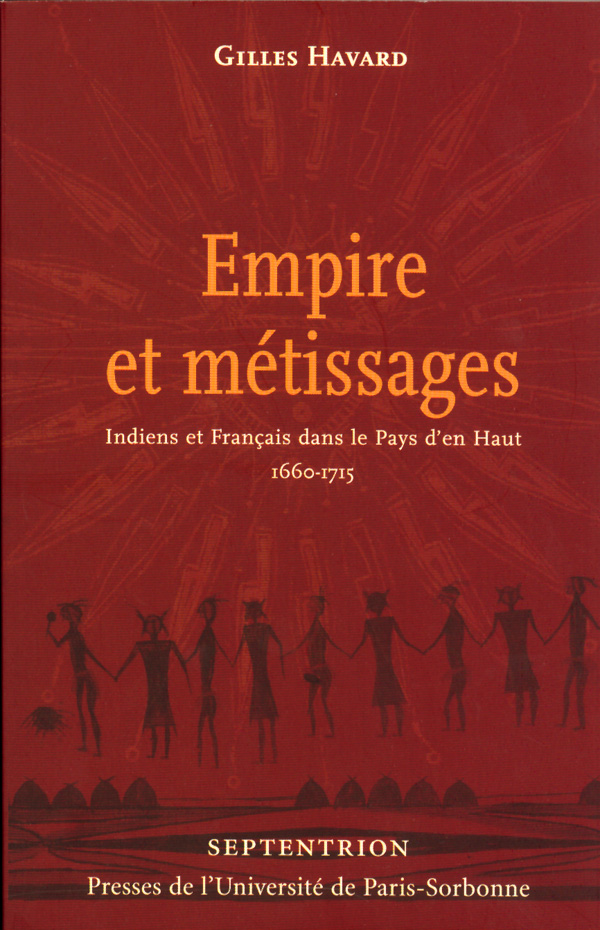 GILLES HAVARD
Empire
et métissages
Indiens et Français dans le Pays d'en Haut
1660-1715
SEPTENTRION
Presses de l'Université de Paris-Sorbonne